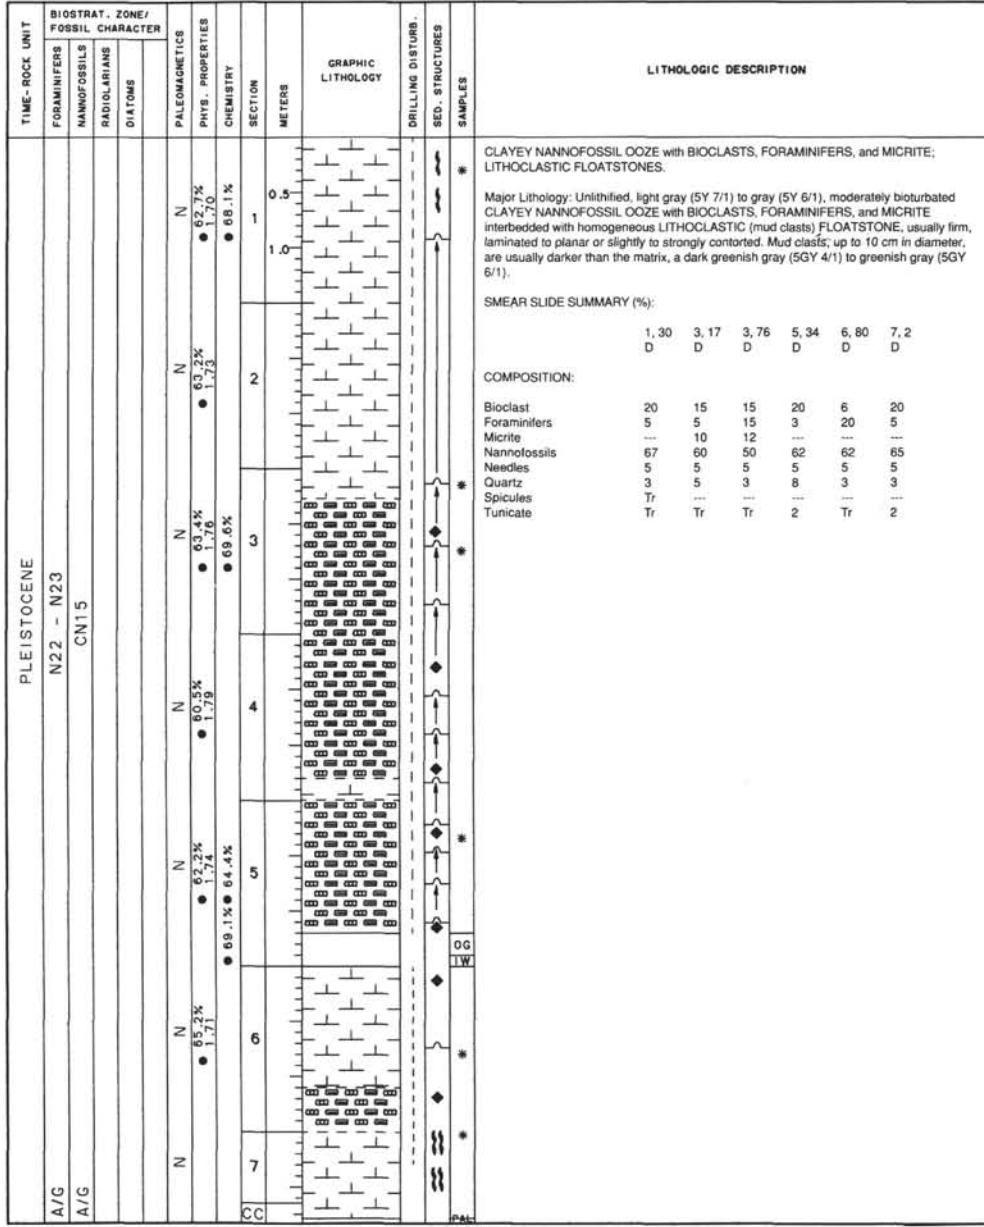 TIME-ROCK UNIT
BIOSTRAT. ZONE/
FOSSIL CHARACTER
FORAMINIFERS
NANNOFOSSILS
RADIOLARIANS
DIATOMS
PALEOMAGNETICS
PHYS. PROPERTIES
CHEMISTRY
SECTION
METERS
GRAPHIC
LITHOLOGY
DRILLING DISTURB.
SED. STRUCTURES
SAMPLES
LITHOLOGIC DESCRIPTION
PLEISTOCENE
N22 - N23
A/G
CN15
A/G
N
62.7%
1.70
68.1%
1
0.5
1.0
N
63.2%
1.73
2
N
63.4%
1.76
69.6%
3
N
60.5%
1.79
4
N
62.2%
1.74
64.4%
69.1%
5
OG
IW
N
65.2%
1.71
6
N
7
CC
PAL
CLAYEY NANNOFOSSIL OOZE with BIOCLASTS, FORAMINIFERS, and MICRITE;
LITHOCLASTIC FLOATSTONES.
Major Lithology: Unlithified, light gray (5Y 7/1) to gray (5Y 6/1), moderately bioturbated
CLAYEY NANNOFOSSIL OOZE with BIOCLASTS, FORAMINIFERS, and MICRITE
interbedded with homogeneous LITHOCLASTIC (mud clasts) FLOATSTONE, usually firm,
laminated to planar or slightly to strongly contorted. Mud clasts, up to 10 cm in diameter,
are usually darker than the matrix, a dark greenish gray (5GY 4/1) to greenish gray (5GY
6/1).
SMEAR SLIDE SUMMARY (%):
1, 30 3, 17 3, 76 5, 34 6, 80 7, 2
D D D D D D
COMPOSITION:
Bioclast 20 15 15 20 6 20
Foraminifers 5 5 15 3 20 5
Micrite --- 10 12 --- --- ---
Nannofossils 67 60 50 62 62 65
Needles 5 5 5 5 5 5
Quartz 3 5 3 8 3 3
Spicules Tr --- --- --- --- ---
Tunicate Tr Tr Tr 2 Tr 2